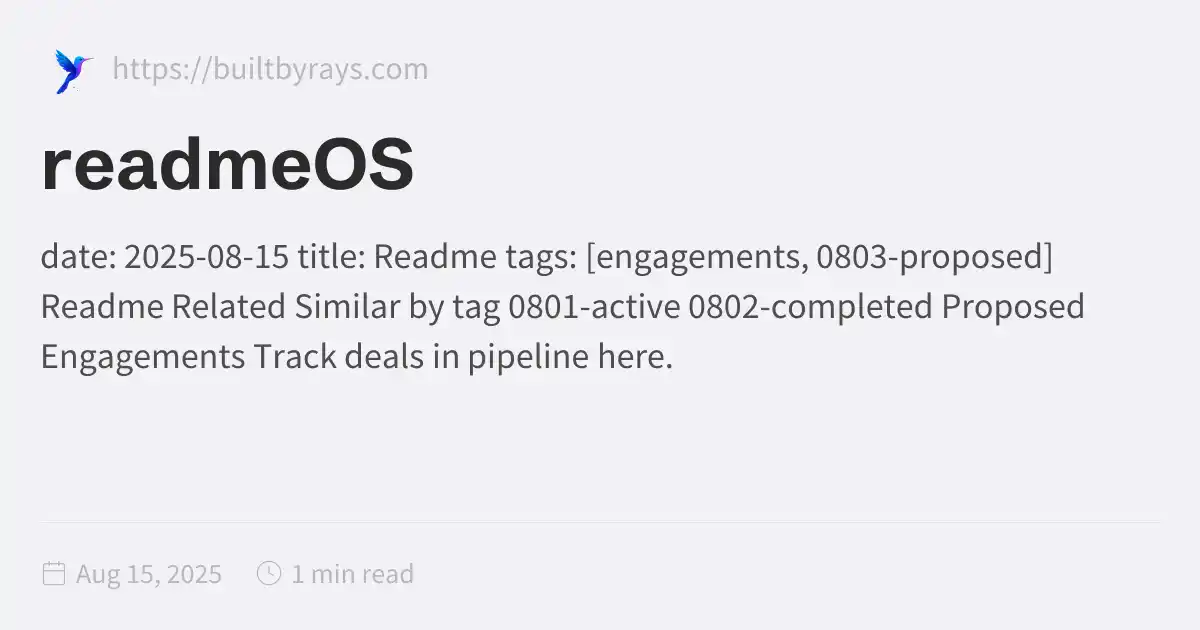 https://builtbyrays.com
readmeOS
date: 2025-08-15 title: Readme tags: [engagements, 0803-proposed]
Readme Related Similar by tag 0801-active 0802-completed Proposed
Engagements Track deals in pipeline here.
Aug 15, 2025 1 min read